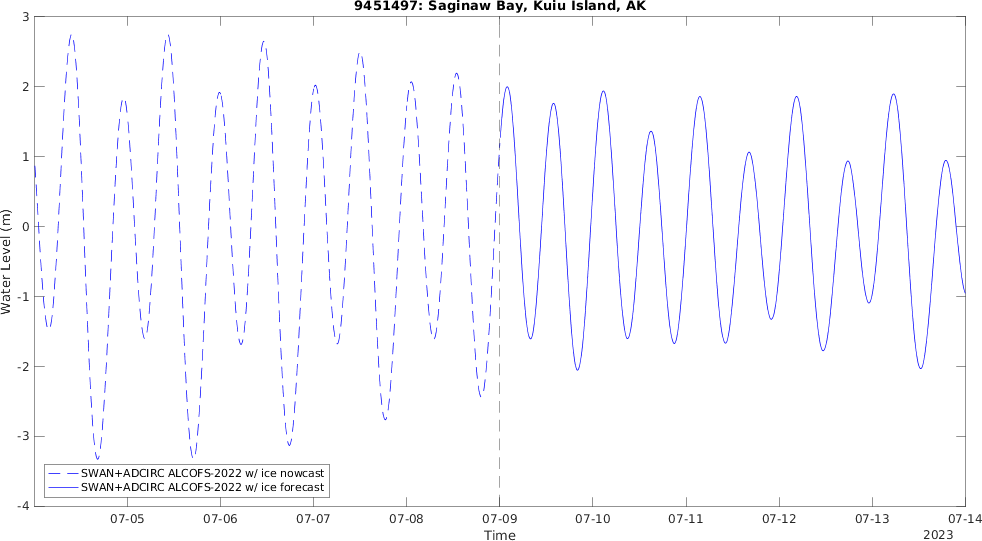 9451497: Saginaw Bay, Kuiu Island, AK
3
2
1
0
-1
-2
-3
-4
Water Level (m)
SWAN+ADCIRC ALCOFS-2022 w/ ice nowcast
SWAN+ADCIRC ALCOFS-2022 w/ ice forecast
07-05 07-06 07-07 07-08 07-09 07-10 07-11 07-12 07-13 07-14
Time
2023